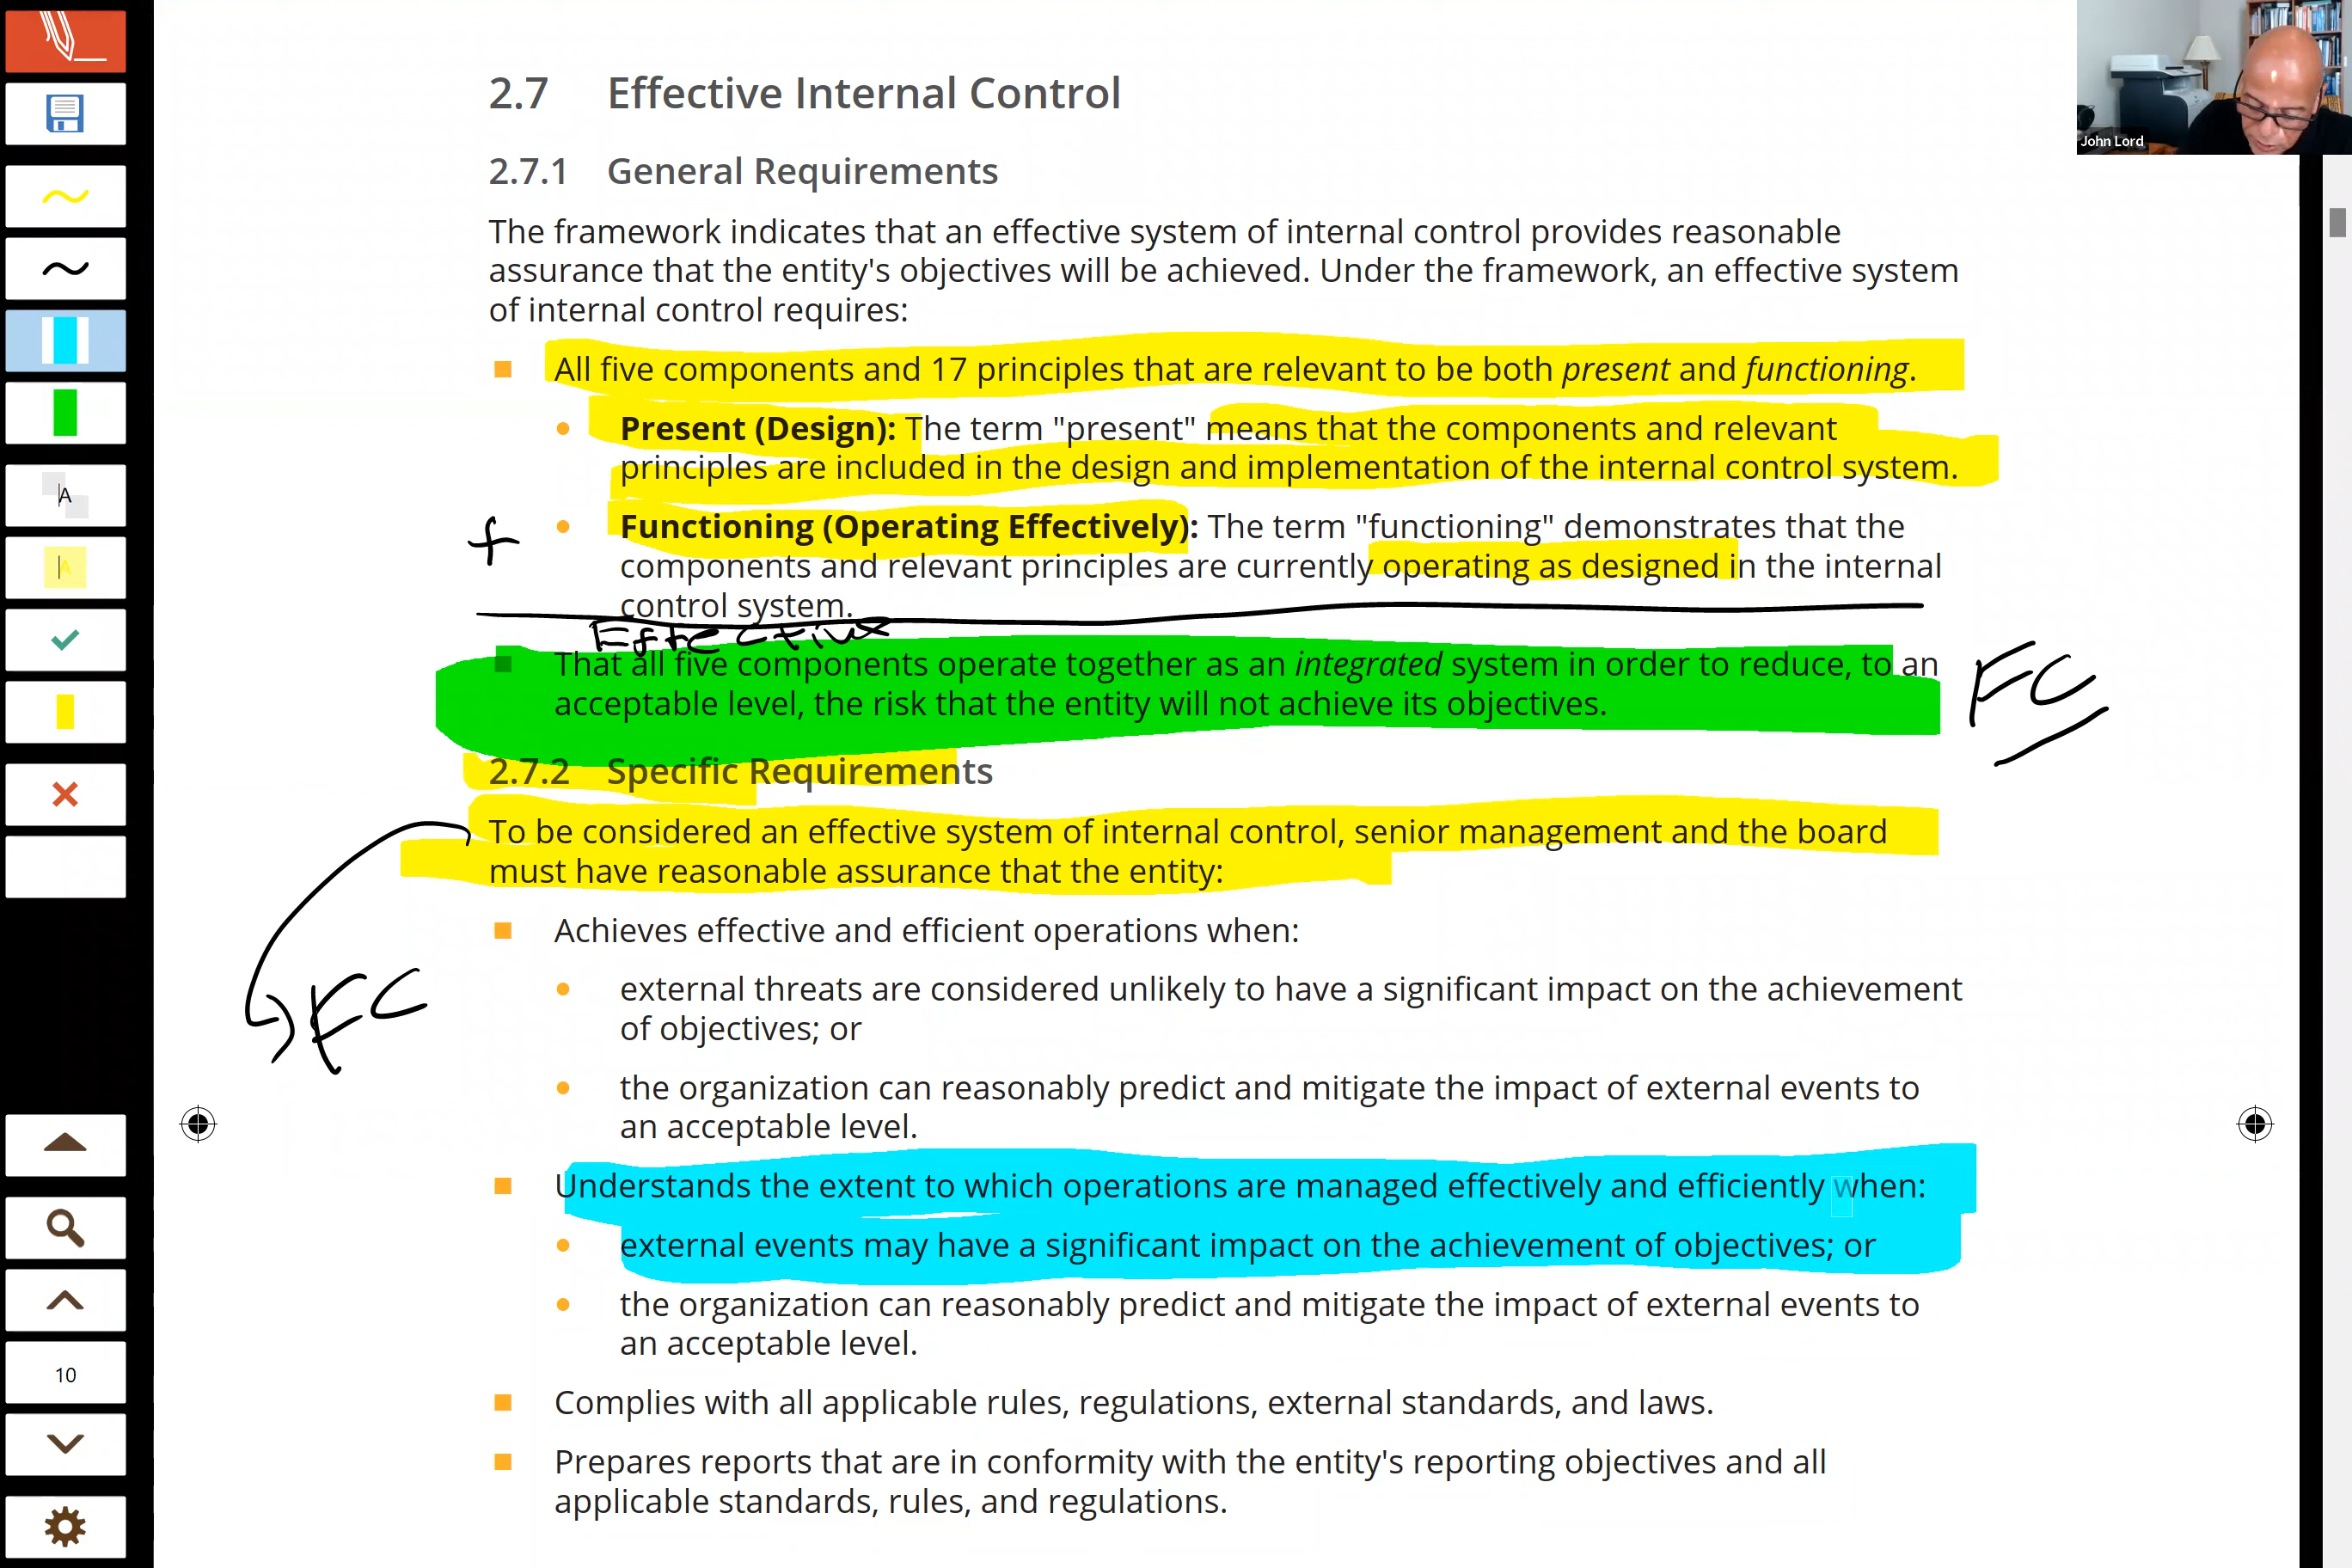 John Lord
2.7 Effective Internal Control
2.7.1 General Requirements
The framework indicates that an effective system of internal control provides reasonable
assurance that the entity's objectives will be achieved. Under the framework, an effective system
of internal control requires:
All five components and 17 principles that are relevant to be both present and functioning.
Present (Design): The term "present" means that the components and relevant
principles are included in the design and implementation of the internal control system.
+
Functioning (Operating Effectively): The term "functioning" demonstrates that the
components and relevant principles are currently operating as designed in the internal
control system.
Effective
That all five components operate together as an integrated system in order to reduce, to an
acceptable level, the risk that the entity will not achieve its objectives.
FC
2.7.2 Specific Requirements
To be considered an effective system of internal control, senior management and the board
must have reasonable assurance that the entity:
Achieves effective and efficient operations when:
external threats are considered unlikely to have a significant impact on the achievement
of objectives; or
the organization can reasonably predict and mitigate the impact of external events to
an acceptable level.
Understands the extent to which operations are managed effectively and efficiently when:
external events may have a significant impact on the achievement of objectives; or
the organization can reasonably predict and mitigate the impact of external events to
an acceptable level.
Complies with all applicable rules, regulations, external standards, and laws.
Prepares reports that are in conformity with the entity's reporting objectives and all
applicable standards, rules, and regulations.
A
A
10